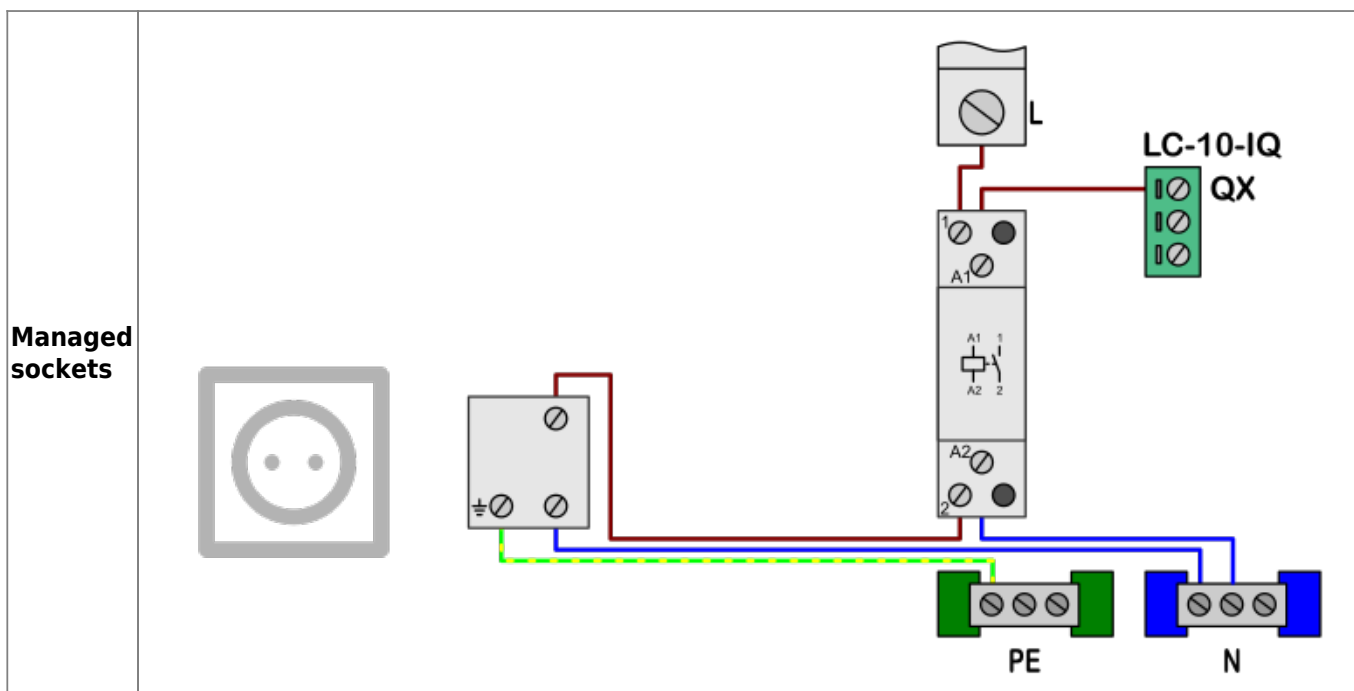 Managed
sockets
L
LC-10-IQ
QX
1
A1
A1 1
A2 2
A2
2
PE
N